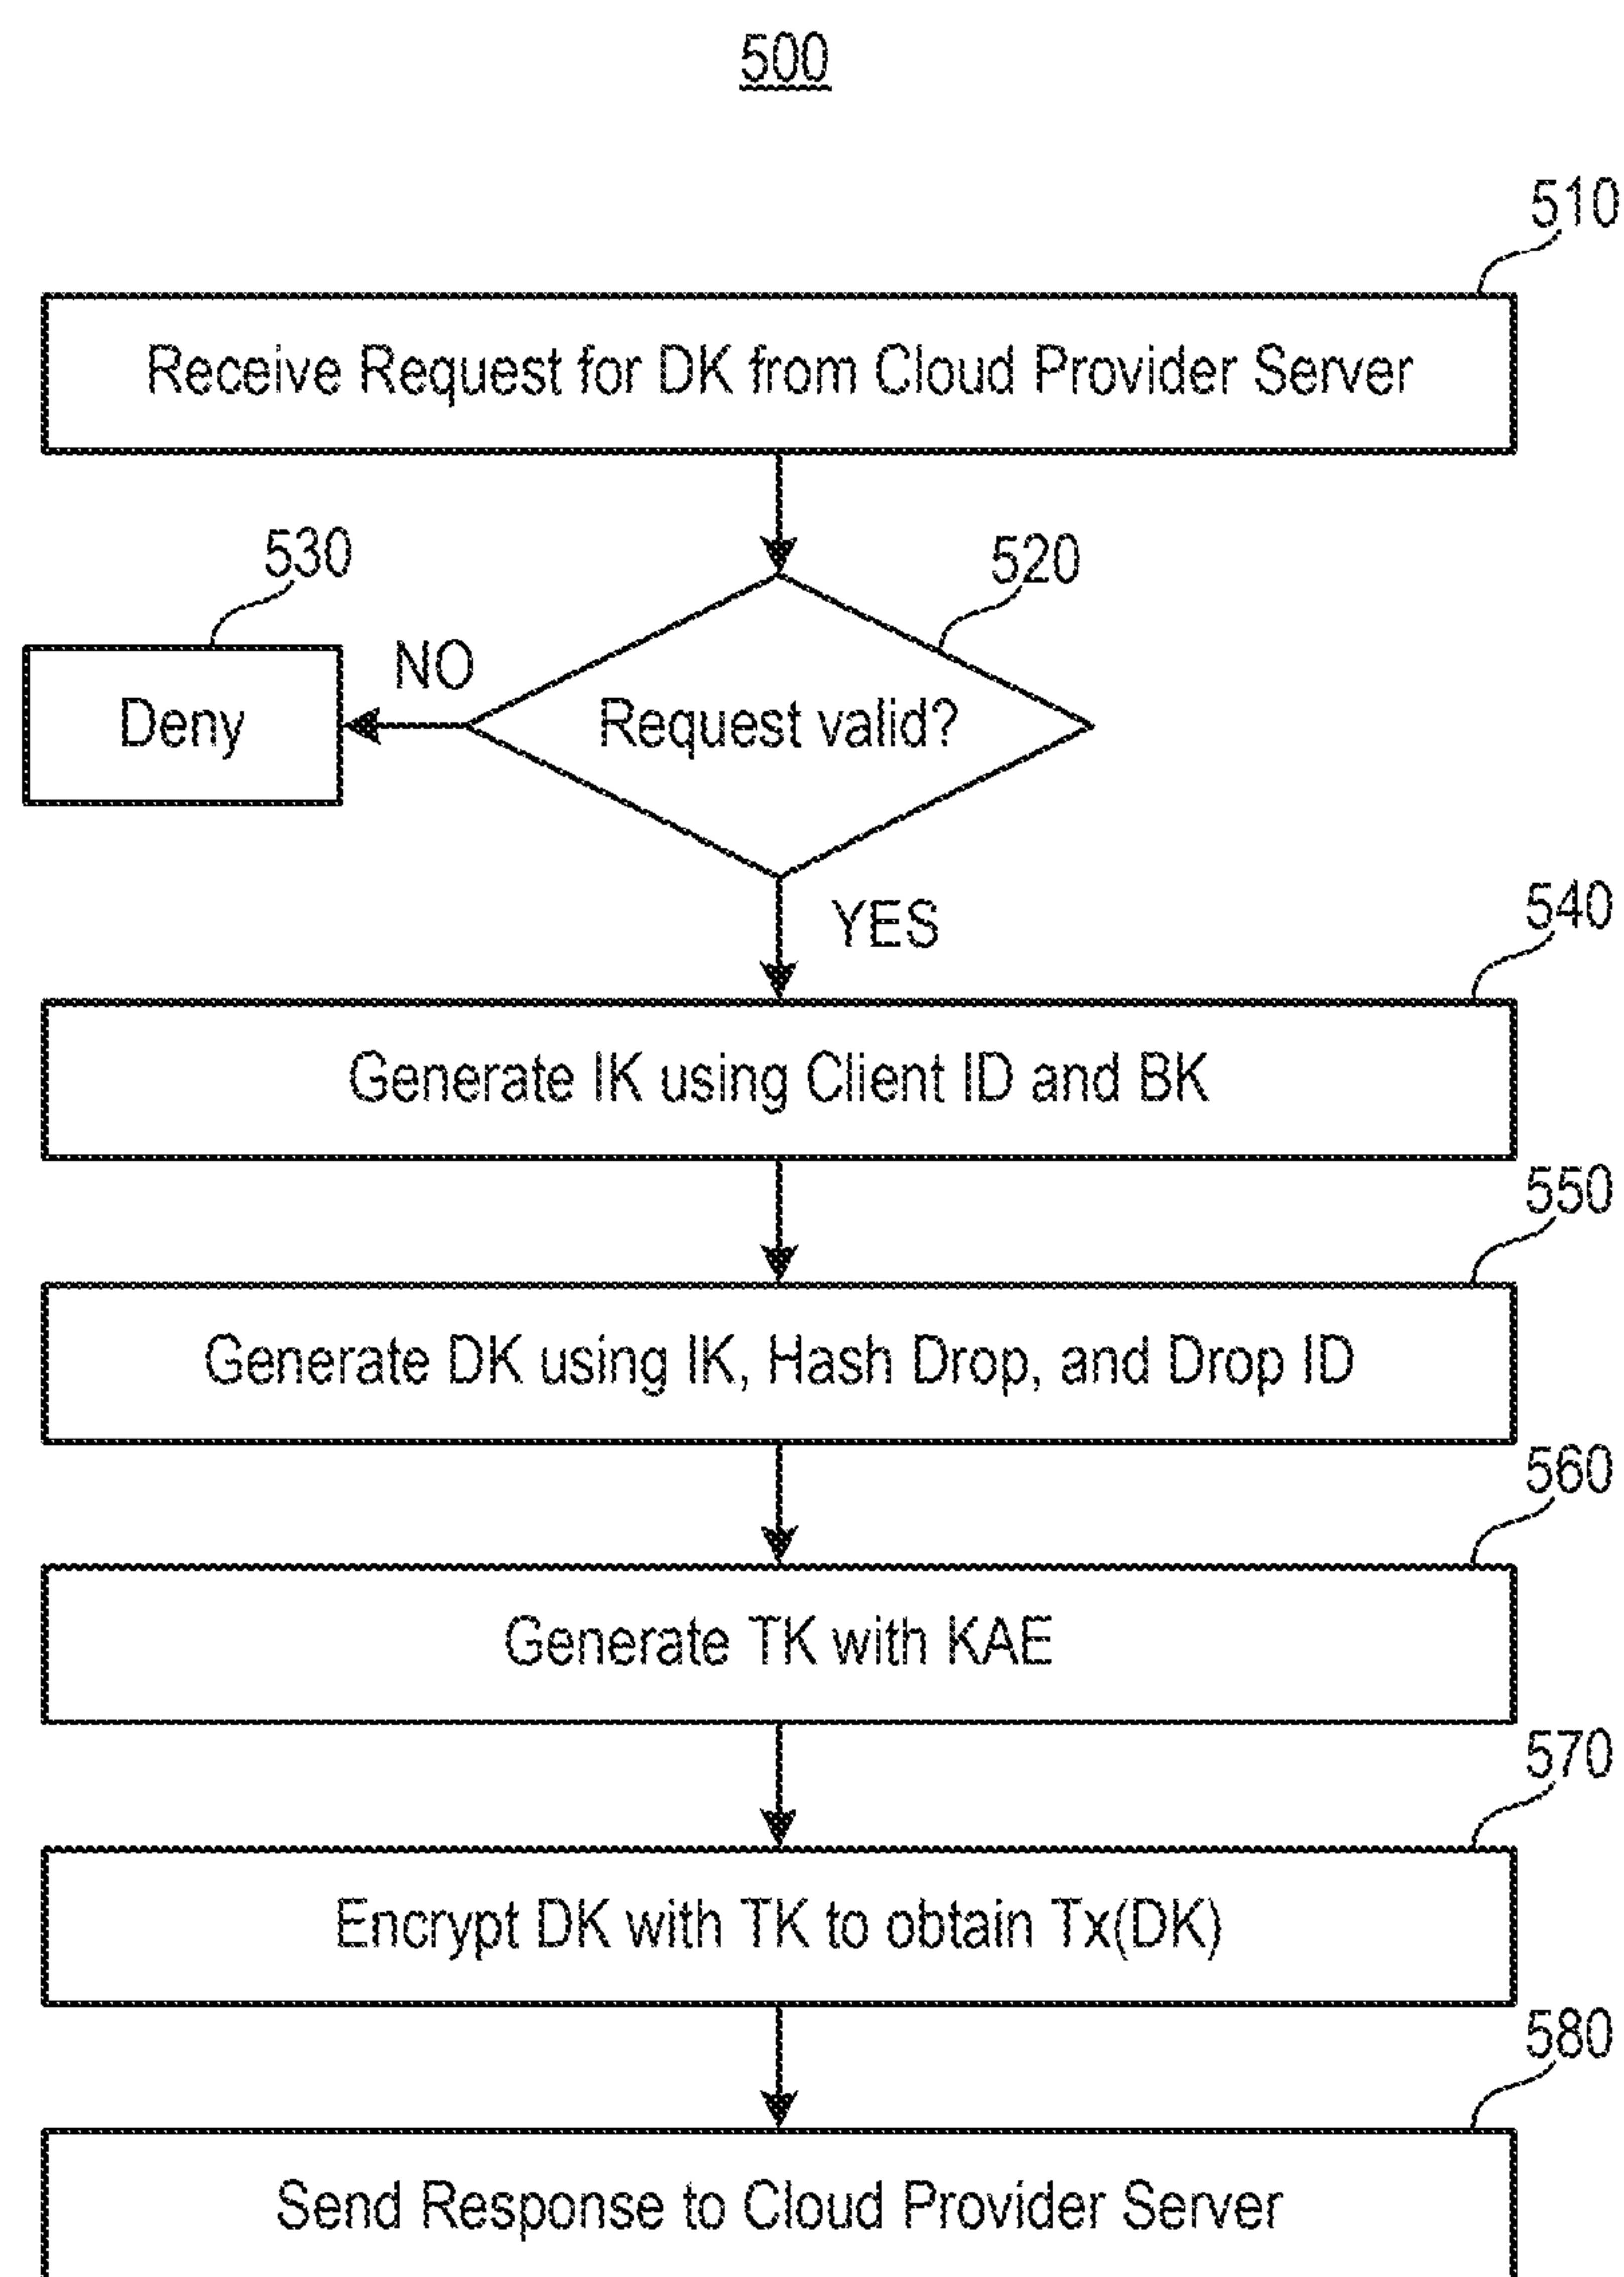 500
510
Receive Request for DK from Cloud Provider Server
530
520
NO
Deny
Request valid?
YES
540
Generate IK using Client ID and BK
550
Generate DK using IK, Hash Drop, and Drop ID
560
Generate TK with KAE
570
Encrypt DK with TK to obtain Tx(DK)
580
Send Response to Cloud Provider Server